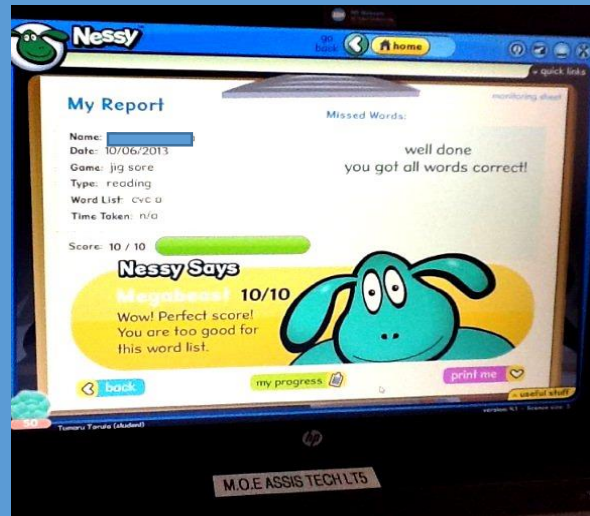 Nessy
go back
home
quick links
My Report
monitoring sheet
Missed Words:
Name:
Date: 10/06/2013
Game: jig sore
Type: reading
Word List: cvc
Time Taken: n/a
well done
you got all words correct!
Score: 10 / 10
Nessy Says
Megabeast 10/10
Wow! Perfect score!
You are too good for
this word list.
back
my progress
print me
useful stuff
50
(student)
hp
M.O.E ASSIS TECH LT5